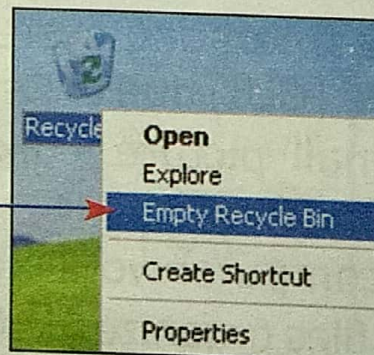 Recycle
Open
Explore
Empty Recycle Bin
Create Shortcut
Properties